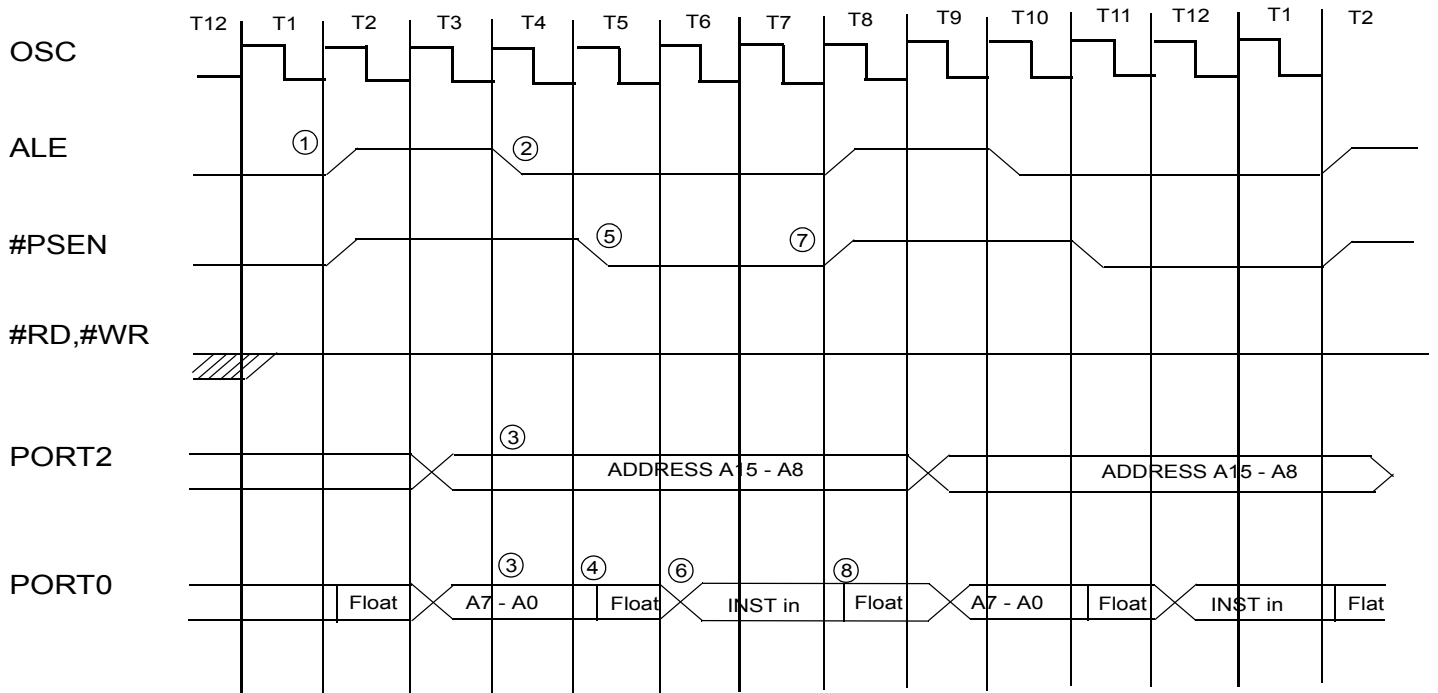 T12 T1 T2 T3 T4 T5 T6 T7 T8 T9 T10 T11 T12 T1 T2
OSC
ALE ① ②
#PSEN ⑤ ⑦
#RD,#WR
③
PORT2 ADDRESS A15 - A8 ADDRESS A15 - A8
③ ④ ⑥ ⑧
PORT0 Float A7 - A0 Float INST in Float A7 - A0 Float INST in Flat